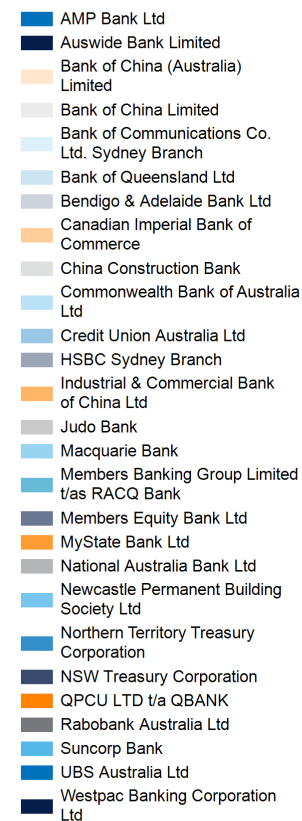 AMP Bank Ltd
Auswide Bank Limited
Bank of China (Australia)
Limited
Bank of China Limited
Bank of Communications Co.
Ltd. Sydney Branch
Bank of Queensland Ltd
Bendigo & Adelaide Bank Ltd
Canadian Imperial Bank of
Commerce
China Construction Bank
Commonwealth Bank of Australia
Ltd
Credit Union Australia Ltd
HSBC Sydney Branch
Industrial & Commercial Bank
of China Ltd
Judo Bank
Macquarie Bank
Members Banking Group Limited
t/as RACQ Bank
Members Equity Bank Ltd
MyState Bank Ltd
National Australia Bank Ltd
Newcastle Permanent Building
Society Ltd
Northern Territory Treasury
Corporation
NSW Treasury Corporation
QPCU LTD t/a QBANK
Rabobank Australia Ltd
Suncorp Bank
UBS Australia Ltd
Westpac Banking Corporation
Ltd